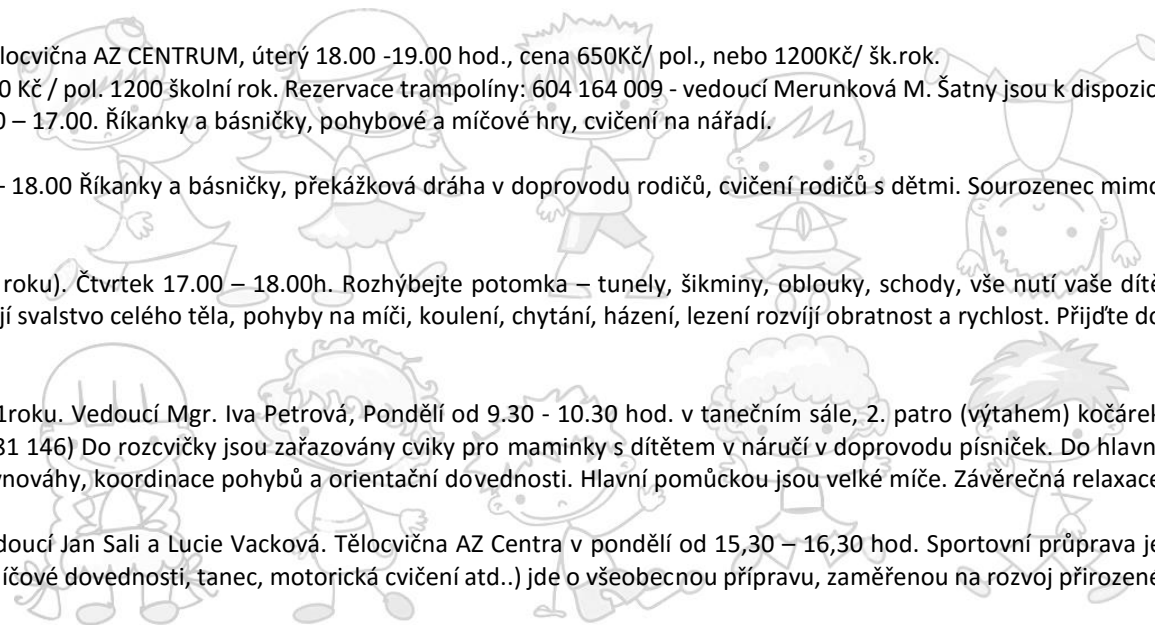 locvična AZ CENTRUM, úterý 18.00 -19.00 hod., cena 650Kč/ pol., nebo 1200Kč/ šk.rok.
0 Kč / pol. 1200 školní rok. Rezervace trampolíny: 604 164 009 - vedoucí Merunková M. Šatny jsou k dispozic
0 – 17.00. Říkanky a básničky, pohybové a míčové hry, cvičení na nářadí.
- 18.00 Říkanky a básničky, překážková dráha v doprovodu rodičů, cvičení rodičů s dětmi. Sourozenec mimo
roku). Čtvrtek 17.00 – 18.00h. Rozhýbejte potomka – tunely, šikminy, oblouky, schody, vše nutí vaše dítě
jí svalstvo celého těla, pohyby na míči, koulení, chytání, házení, lezení rozvíjí obratnost a rychlost. Přijďte do
1roku. Vedoucí Mgr. Iva Petrová, Pondělí od 9.30 - 10.30 hod. v tanečním sále, 2. patro (výtahem) kočárek
81 146) Do rozcvičky jsou zařazovány cviky pro maminky s dítětem v náručí v doprovodu písniček. Do hlavn
vnováhy, koordinace pohybů a orientační dovednosti. Hlavní pomůckou jsou velké míče. Závěrečná relaxace
doucí Jan Sali a Lucie Vacková. Tělocvična AZ Centra v pondělí od 15,30 – 16,30 hod. Sportovní průprava je
íčové dovednosti, tanec, motorická cvičení atd..) jde o všeobecnou přípravu, zaměřenou na rozvoj přirozené